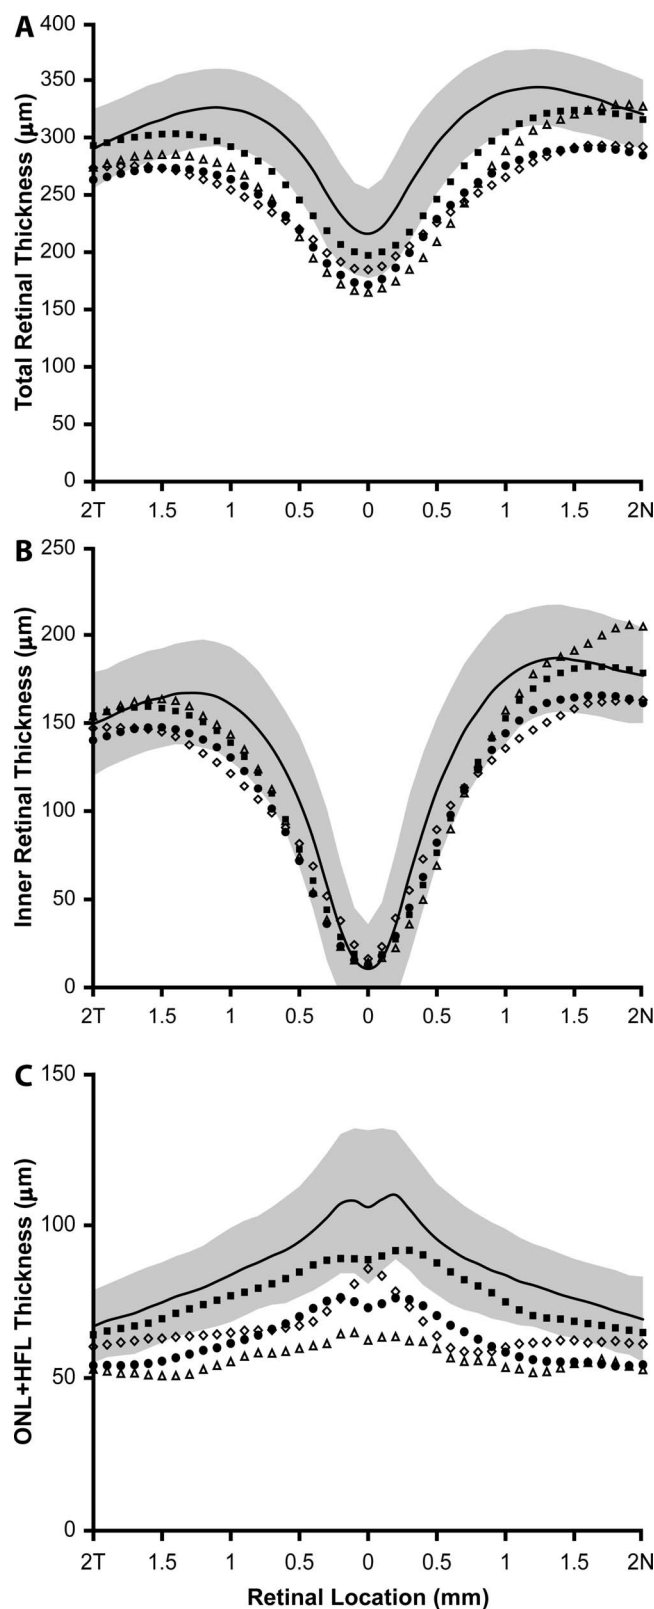 A
Total Retinal Thickness (μm)
400
350
300
250
200
150
100
50
0
2T 1.5 1 0.5 0 0.5 1 1.5 2N
B
Inner Retinal Thickness (μm)
250
200
150
100
50
0
2T 1.5 1 0.5 0 0.5 1 1.5 2N
C
ONL+HFL Thickness (μm)
150
100
50
0
2T 1.5 1 0.5 0 0.5 1 1.5 2N
Retinal Location (mm)